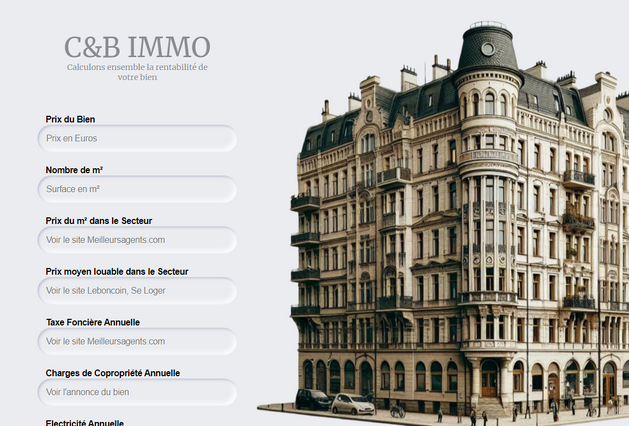 C&B IMMO
Calculons ensemble la rentabilité de
votre bien
Prix du Bien
Prix en Euros
Nombre de m²
Surface en m²
Prix du m² dans le Secteur
Voir le site Meilleursagents.com
Prix moyen louable dans le Secteur
Voir le site Leboncoin, Se Loger
Taxe Foncière Annuelle
Voir le site Meilleursagents.com
Charges de Copropriété Annuelle
Voir l'annonce du bien
Electricité Annuelle